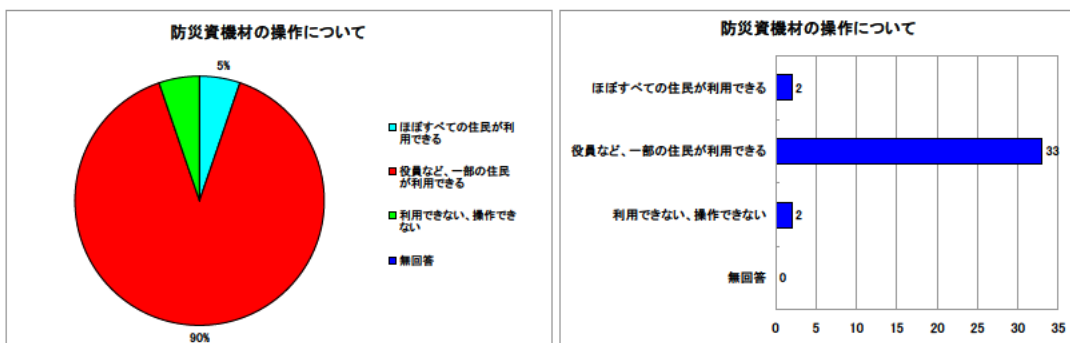 防災資機材の操作について
5%
90%
ほぼすべての住民が利
用できる
役員など、一部の住民
が利用できる
利用できない、操作でき
ない
無回答
防災資機材の操作について
ほぼすべての住民が利用できる
2
役員など、一部の住民が利用できる
33
利用できない、操作できない
2
無回答
0
0 5 10 15 20 25 30 35